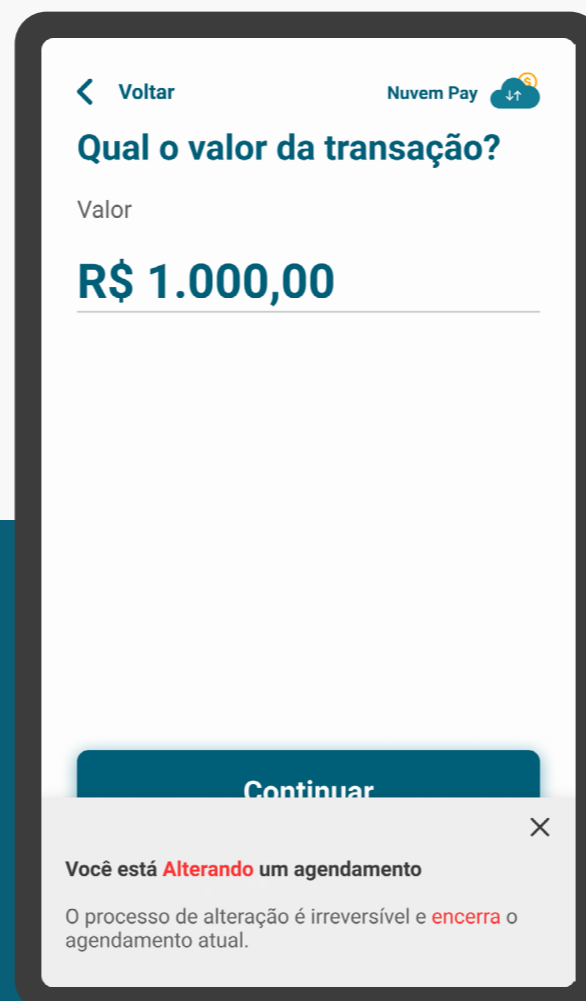 Voltar
Nuvem Pay
Qual o valor da transação?
Valor
R$ 1.000,00
Continuar
Você está Alterando um agendamento
O processo de alteração é irreversível e encerra o
agendamento atual.